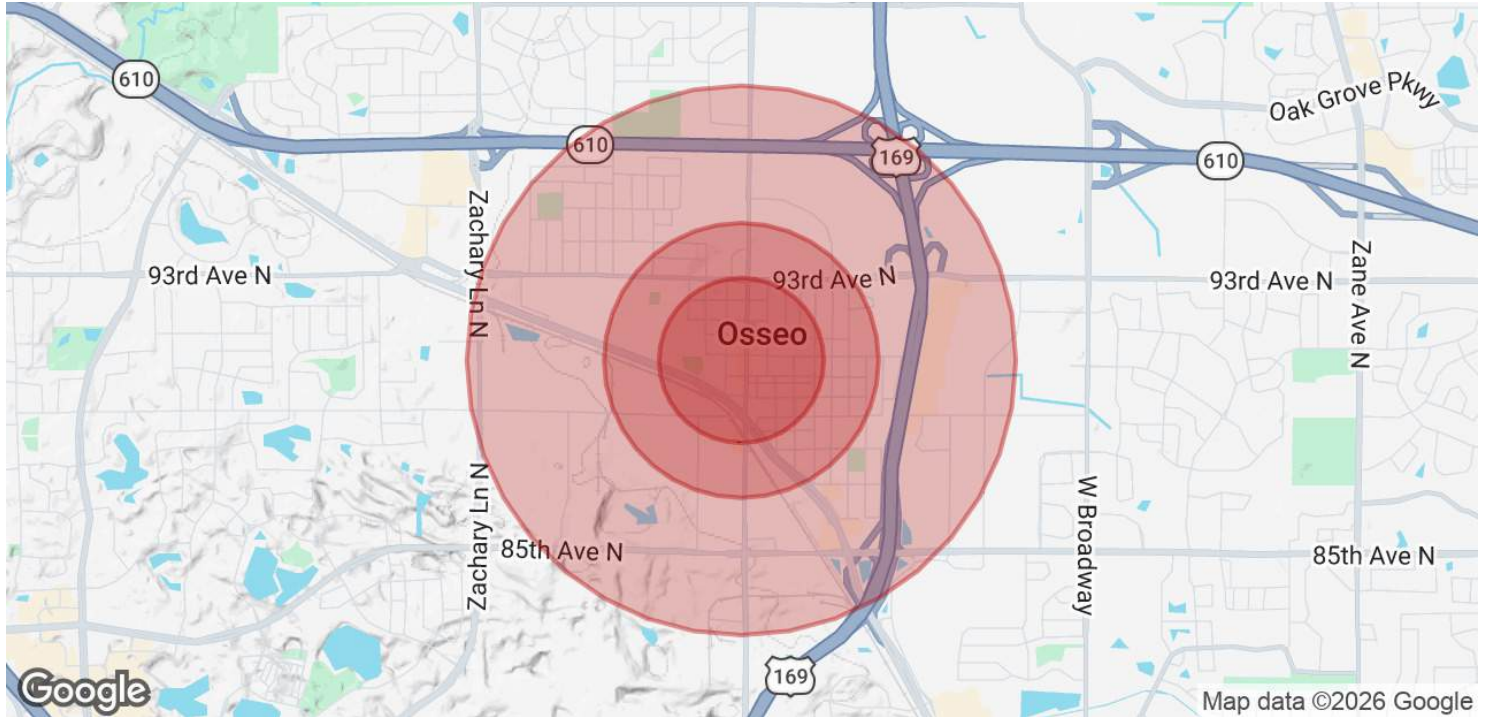 610
Oak Grove Pkwy
610
169
610
Zachary Ln N
93rd Ave N
93rd Ave N
93rd Ave N
Zane Ave N
Osseo
Zachary Ln N
W Broadway
85th Ave N
85th Ave N
169
Google
Map data ©2026 Google